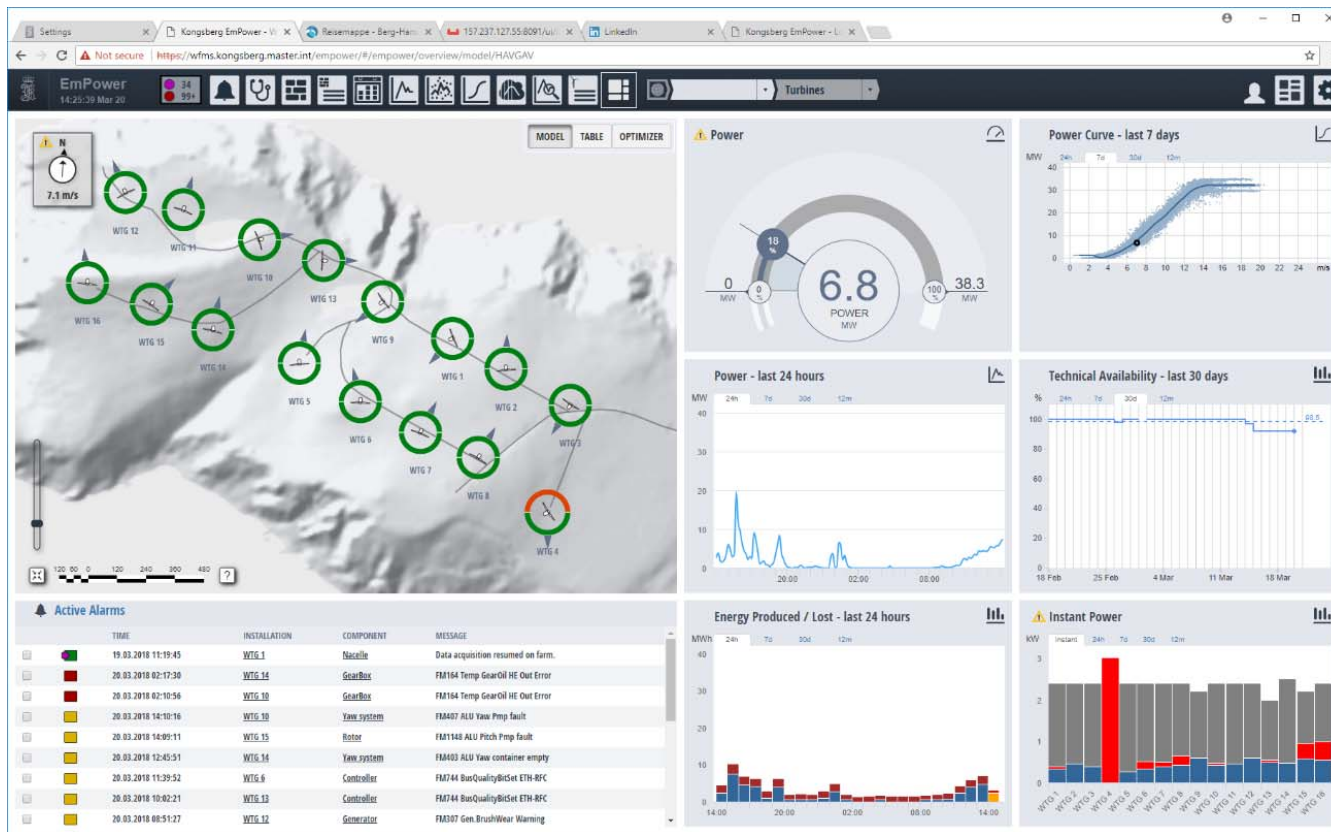 Settings
Kongsberg EmPower - W
Reisemappe - Berg-Han
157.237.127.55:8091/ui/
LinkedIn
Kongsberg EmPower - L
Not secure https://wfms.kongsberg.master.int/empower/#/empower/overview/model/HAVGAV
EmPower
14:25:39 Mar 20
34
99+
Turbines
N
7.1 m/s
MODEL TABLE OPTIMIZER
WTG 12
WTG 11
WTG 10
WTG 13
WTG 16
WTG 15
WTG 14
WTG 9
WTG 1
WTG 5
WTG 2
WTG 6
WTG 3
WTG 7
WTG 8
WTG 4
120 60 0 120 240 360 480 ?
Power
18 %
0 MW
0 %
6.8
POWER
MW
100 %
38.3 MW
Power Curve - last 7 days
MW 24h 7d 30d 12m
40
30
20
10
0
0 2 4 6 8 10 12 14 16 18 20 22 24 m/s
Power - last 24 hours
MW 24h 7d 30d 12m
40
30
20
10
0
20:00 02:00 08:00
Technical Availability - last 30 days
% 24h 7d 30d 12m
100
80
60
40
20
0
18 Feb 25 Feb 4 Mar 11 Mar 18 Mar
Active Alarms
TIME INSTALLATION COMPONENT MESSAGE
19.03.2018 11:19:45 WTG 1 Nacelle Data acquisition resumed on farm.
20.03.2018 02:17:30 WTG 14 GearBox FM164 Temp GearOil HE Out Error
20.03.2018 02:10:56 WTG 10 GearBox FM164 Temp GearOil HE Out Error
20.03.2018 14:10:16 WTG 10 Yaw system FM407 ALU Yaw Pmp fault
20.03.2018 14:09:11 WTG 15 Rotor FM1148 ALU Pitch Pmp fault
20.03.2018 12:45:51 WTG 14 Yaw system FM403 ALU Yaw container empty
20.03.2018 11:39:52 WTG 6 Controller FM744 BusQualityBitSet ETH-RFC
20.03.2018 10:02:21 WTG 13 Controller FM744 BusQualityBitSet ETH-RFC
20.03.2018 08:51:27 WTG 12 Generator FM307 Gen.BrushWear Warning
Energy Produced / Lost - last 24 hours
MWh 24h 7d 30d 12m
40
30
20
10
0
14:00 20:00 02:00 08:00 14:00
Instant Power
kW Instant 24h 7d 30d 12m
3
2
1
0
WTG 1 WTG 2 WTG 3 WTG 4 WTG 5 WTG 6 WTG 7 WTG 8 WTG 9 WTG 10 WTG 11 WTG 12 WTG 13 WTG 14 WTG 15 WTG 16